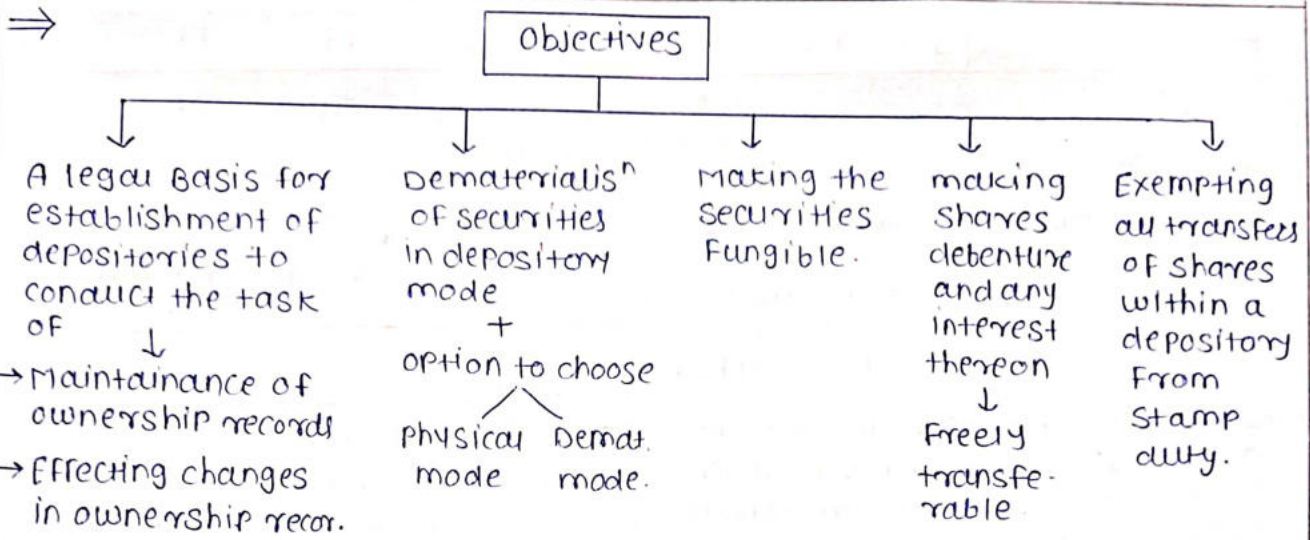 ⇒
Objectives
A legal Basis for
establishment of
depositories to
conduct the task
of
↓
→ Maintainance of
ownership records
→ Effecting changes
in ownership recor.
Dematerialisⁿ
of securities
in depository
mode
+
option to choose
physical Demat.
mode mode.
Making the
securities
Fungible.
making
shares
debenture
and any
interest
thereon
↓
Freely
transfe-
rable
Exempting
all transfers
of shares
within a
depository
From
Stamp
duty.